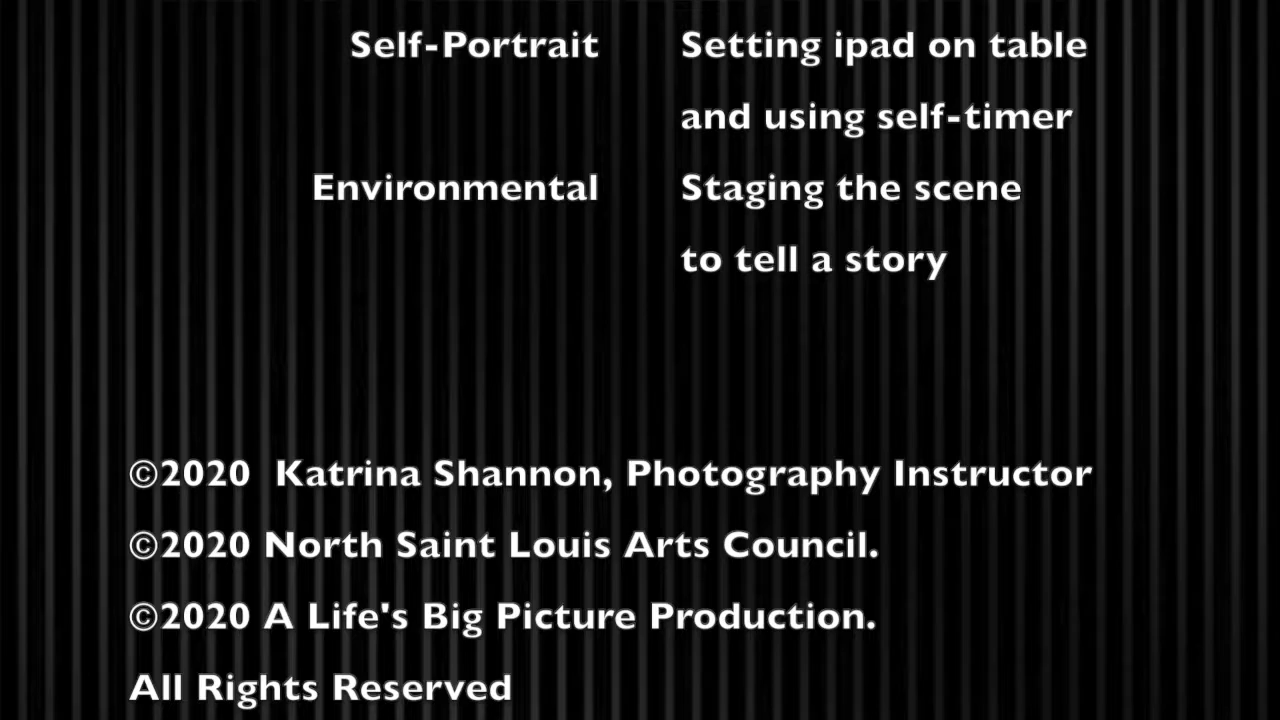 Self-Portrait Setting ipad on table
and using self-timer
Environmental Staging the scene
to tell a story
©2020 Katrina Shannon, Photography Instructor
©2020 North Saint Louis Arts Council.
©2020 A Life's Big Picture Production.
All Rights Reserved